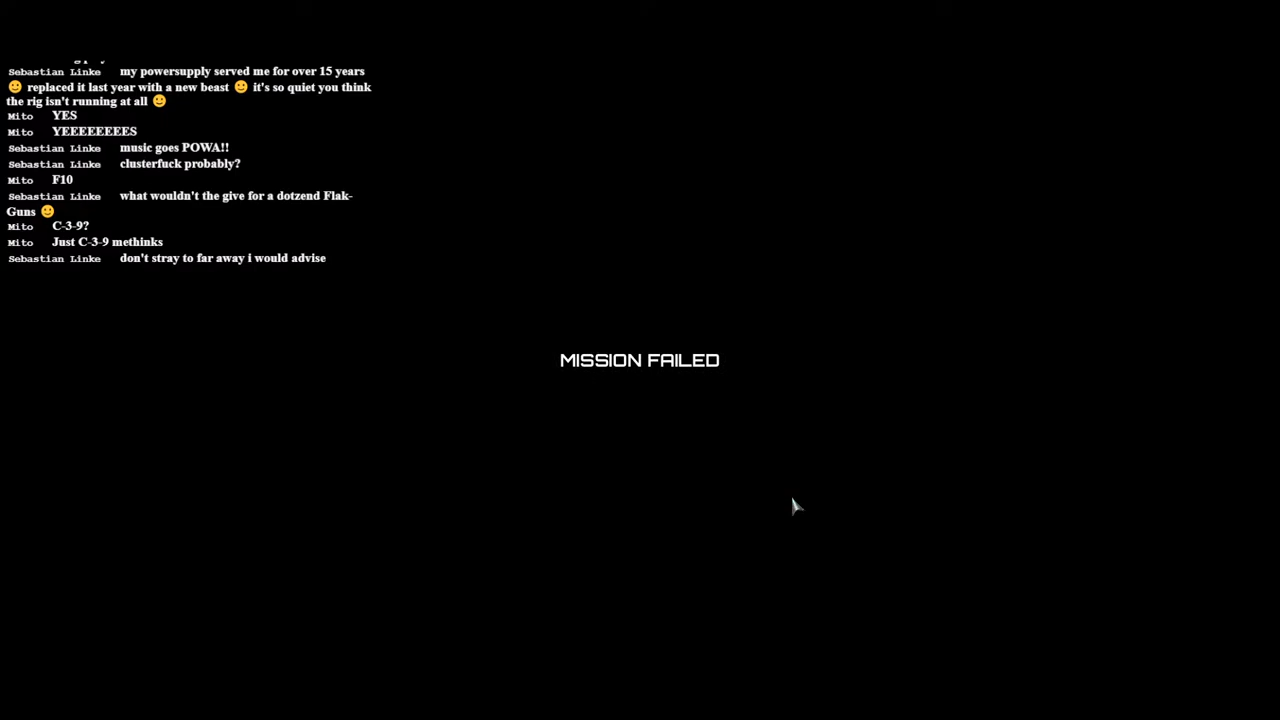 Sebastian Linke my powersupply served me for over 15 years
🙂 replaced it last year with a new beast 🙂 it's so quiet you think
the rig isn't running at all 🙂
Mito YES
Mito YEEEEEEEES
Sebastian Linke music goes POWA!!
Sebastian Linke clusterfuck probably?
Mito F10
Sebastian Linke what wouldn't the give for a dotzend Flak-
Guns 🙂
Mito C-3-9?
Mito Just C-3-9 methinks
Sebastian Linke don't stray to far away i would advise
MISSION FAILED